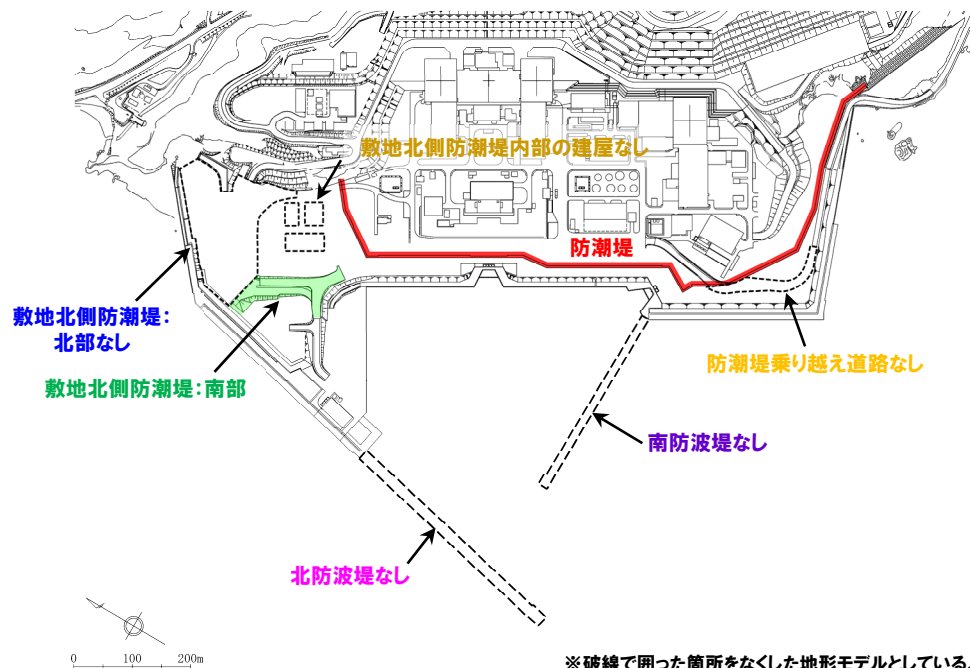 敷地北側防潮堤内部の建屋なし
防潮堤
敷地北側防潮堤：
北部なし
敷地北側防潮堤：南部
防潮堤乗り越え道路なし
南防波堤なし
北防波堤なし
0 100 200m
※破線で囲った箇所をなくした地形モデルとしている。